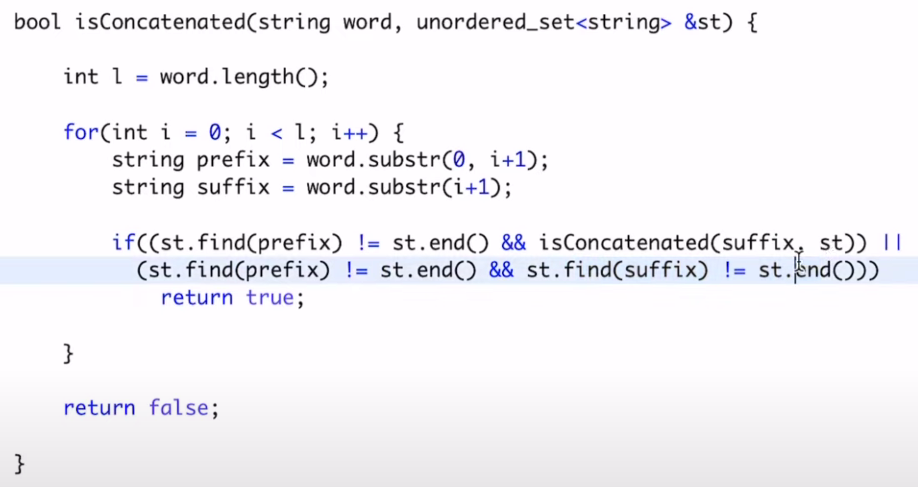 bool isConcatenated(string word, unordered_set<string> &st) {
int l = word.length();
for(int i = 0; i < l; i++) {
string prefix = word.substr(0, i+1);
string suffix = word.substr(i+1);
if((st.find(prefix) != st.end() && isConcatenated(suffix, st)) ||
(st.find(prefix) != st.end() && st.find(suffix) != st.end()))
return true;
}
return false;
}